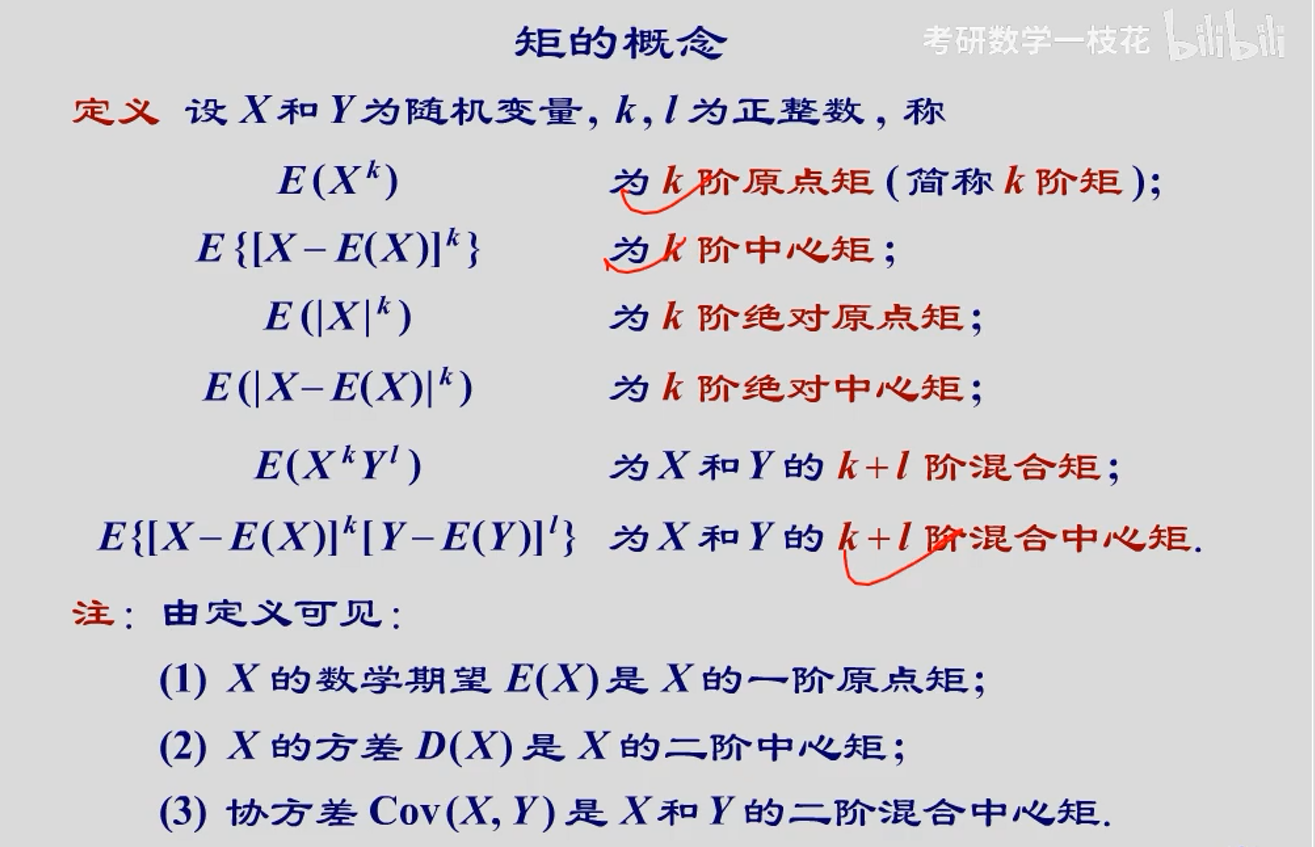 矩的概念
考研数学一枝花 bilibili
定义 设 X 和 Y 为随机变量, k, l 为正整数, 称
E(X^k) 为 k 阶原点矩 (简称 k 阶矩);
E{[X−E(X)]^k} 为 k 阶中心矩;
E(|X|^k) 为 k 阶绝对原点矩;
E(|X−E(X)|^k) 为 k 阶绝对中心矩;
E(X^kY^l) 为 X 和 Y 的 k+l 阶混合矩;
E{[X−E(X)]^k[Y−E(Y)]^l} 为 X 和 Y 的 k+l 阶混合中心矩.
注: 由定义可见:
(1) X 的数学期望 E(X) 是 X 的一阶原点矩;
(2) X 的方差 D(X) 是 X 的二阶中心矩;
(3) 协方差 Cov(X, Y) 是 X 和 Y 的二阶混合中心矩.